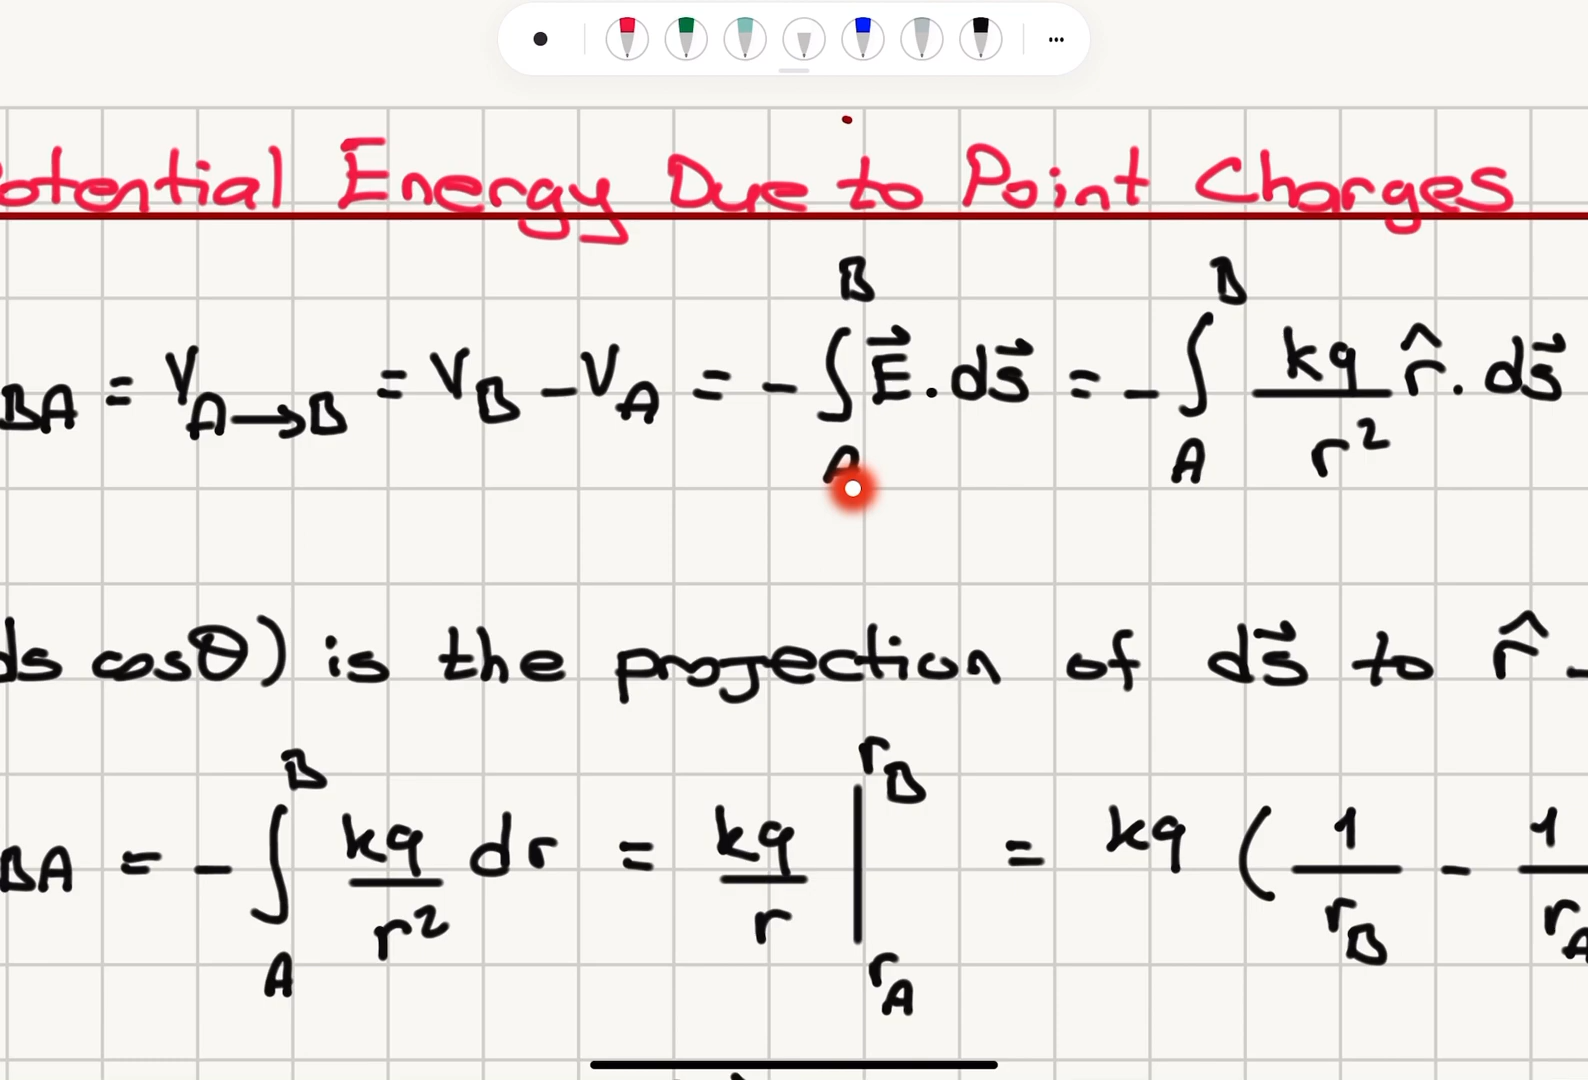 otential Energy Due to Point Charges
BA = V_{A→B} = V_B - V_A = - ∫_A^B E⃗ . ds⃗ = - ∫_A^B kq/r² r̂ . ds⃗
ds cosθ) is the projection of ds⃗ to r̂
BA = - ∫_A^B kq/r² dr = kq/r |_{r_A}^{r_B} = kq ( 1/r_B - 1/r_A